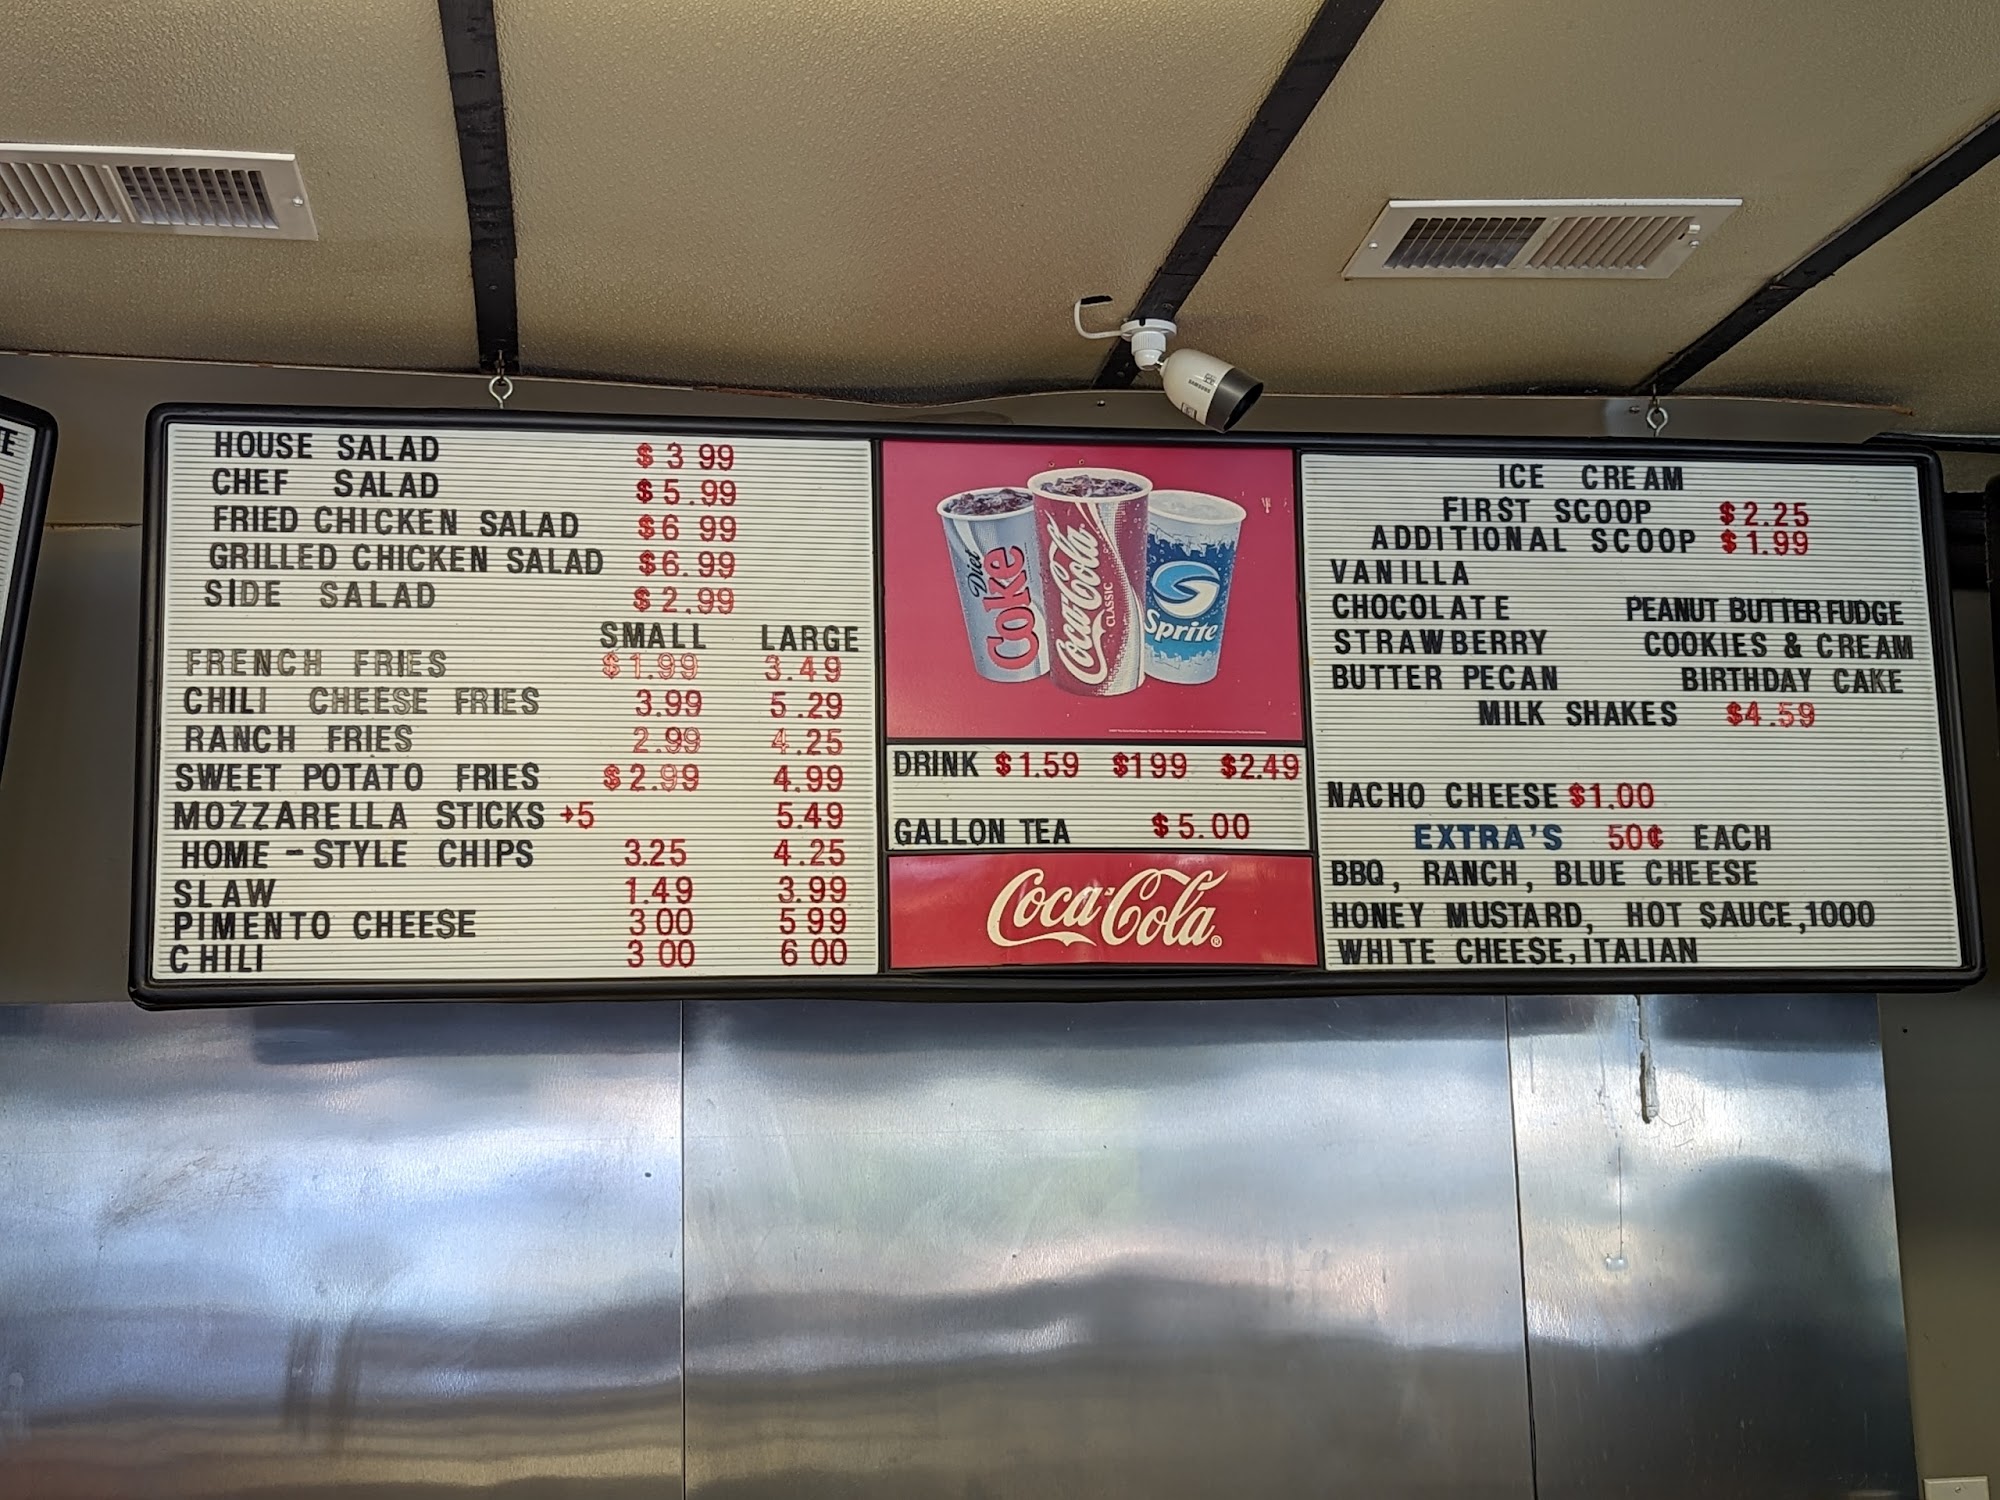 E
HOUSE SALAD $3 99
CHEF SALAD $5.99
FRIED CHICKEN SALAD $6 99
GRILLED CHICKEN SALAD $6.99
SIDE SALAD $2.99
SMALL LARGE
FRENCH FRIES $1.99 3.49
CHILI CHEESE FRIES 3.99 5.29
RANCH FRIES 2.99 4.25
SWEET POTATO FRIES $2.99 4.99
MOZZARELLA STICKS →5 5.49
HOME-STYLE CHIPS 3.25 4.25
SLAW 1.49 3.99
PIMENTO CHEESE 3 00 5 99
CHILI 3 00 6 00
Diet Coke
Coca-Cola CLASSIC
Sprite
DRINK $1.59 $199 $2.49
GALLON TEA $5.00
Coca-Cola®
ICE CREAM
FIRST SCOOP $2.25
ADDITIONAL SCOOP $1.99
VANILLA
CHOCOLATE PEANUT BUTTER FUDGE
STRAWBERRY COOKIES & CREAM
BUTTER PECAN BIRTHDAY CAKE
MILK SHAKES $4.59
NACHO CHEESE $1.00
EXTRA'S 50¢ EACH
BBQ, RANCH, BLUE CHEESE
HONEY MUSTARD, HOT SAUCE,1000
WHITE CHEESE,ITALIAN
SAMSUNG